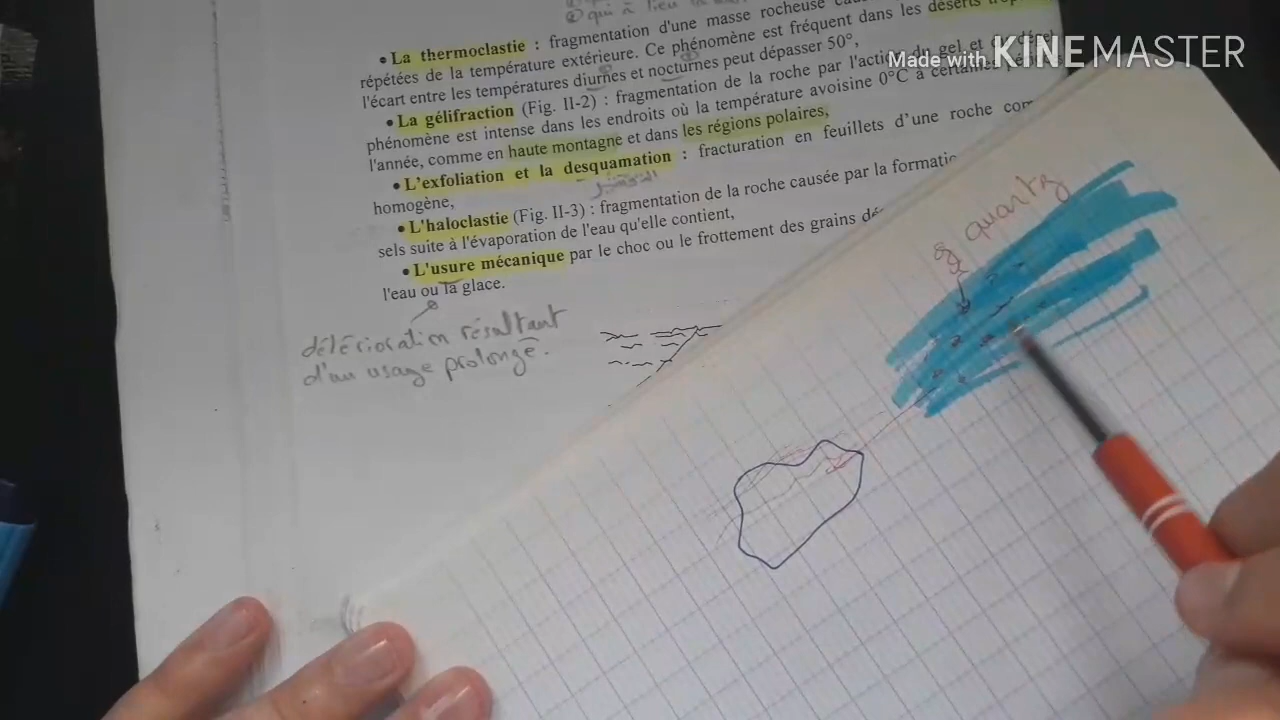 ② qui à lieu
• La thermoclastie : fragmentation d'une masse rocheuse
répétées de la température extérieure. Ce phénomène est fréquent dans les déserts
l'écart entre les températures diurnes et nocturnes peut dépasser 50°,
• La gélifraction (Fig. II-2) : fragmentation de la roche par l'action du gel et
phénomène est intense dans les endroits où la température avoisine 0°C à certaines
l'année, comme en haute montagne et dans les régions polaires,
• L'exfoliation et la desquamation : fracturation en feuillets d'une roche
homogène,
• L'haloclastie (Fig. II-3) : fragmentation de la roche causée par la
sels suite à l'évaporation de l'eau qu'elle contient,
• L'usure mécanique par le choc ou le frottement des grains
l'eau ou la glace.
détérioration résultant
d'un usage prolongé.
quartz
Made with KINEMASTER